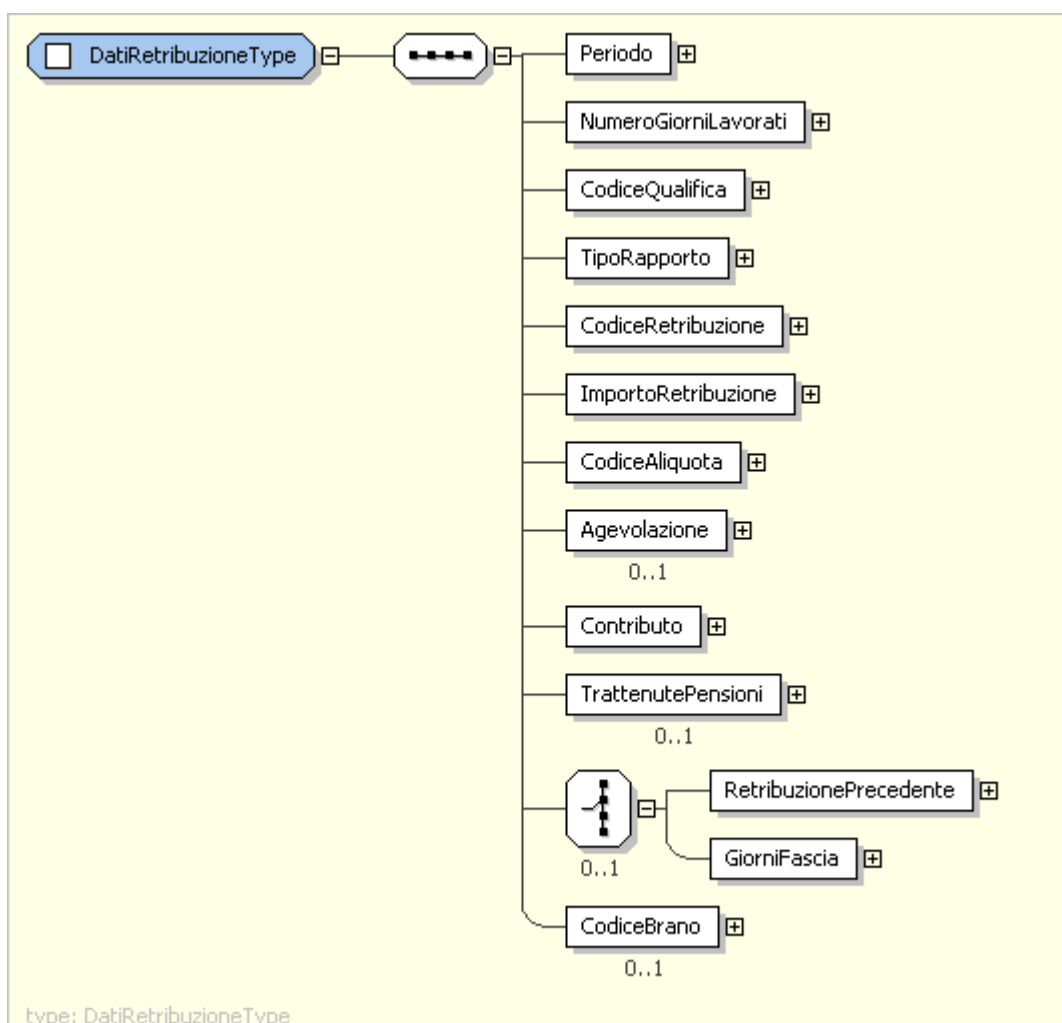 DatiRetribuzioneType
Periodo
NumeroGiorniLavorati
CodiceQualifica
TipoRapporto
CodiceRetribuzione
ImportoRetribuzione
CodiceAliquota
Agevolazione
0..1
Contributo
TrattenutePensioni
0..1
RetribuzionePrecedente
GiorniFascia
0..1
CodiceBrano
0..1
type: DatiRetribuzioneType